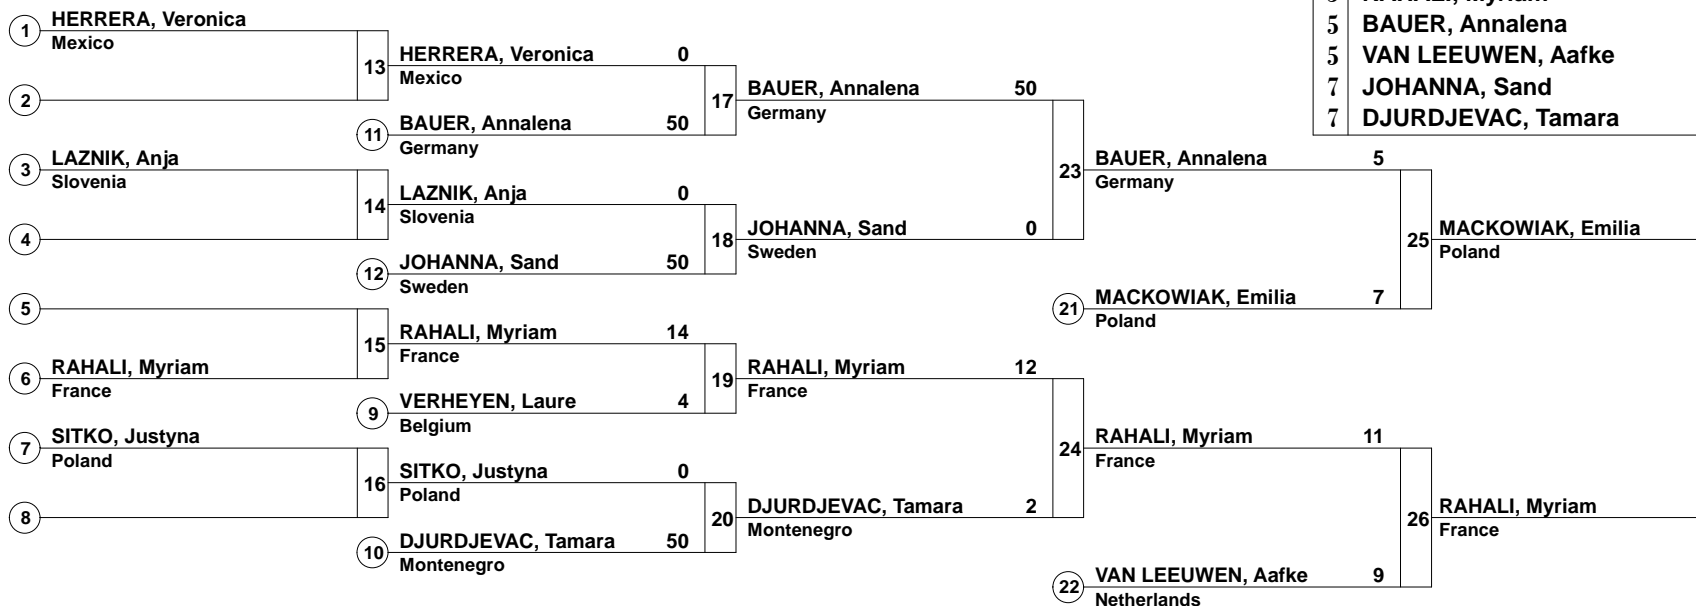 1 HERRERA, Veronica
Mexico
2
3 LAZNIK, Anja
Slovenia
4
5
6 RAHALI, Myriam
France
7 SITKO, Justyna
Poland
8
13 HERRERA, Veronica 0
Mexico
11 BAUER, Annalena 50
Germany
14 LAZNIK, Anja 0
Slovenia
12 JOHANNA, Sand 50
Sweden
15 RAHALI, Myriam 14
France
9 VERHEYEN, Laure 4
Belgium
16 SITKO, Justyna 0
Poland
10 DJURDJEVAC, Tamara 50
Montenegro
17 BAUER, Annalena 50
Germany
18 JOHANNA, Sand 0
Sweden
19 RAHALI, Myriam 12
France
20 DJURDJEVAC, Tamara 2
Montenegro
23 BAUER, Annalena 5
Germany
21 MACKOWIAK, Emilia 7
Poland
24 RAHALI, Myriam 11
France
22 VAN LEEUWEN, Aafke 9
Netherlands
25 MACKOWIAK, Emilia
Poland
26 RAHALI, Myriam
France
RAHALI, Myriam
5 BAUER, Annalena
5 VAN LEEUWEN, Aafke
7 JOHANNA, Sand
7 DJURDJEVAC, Tamara